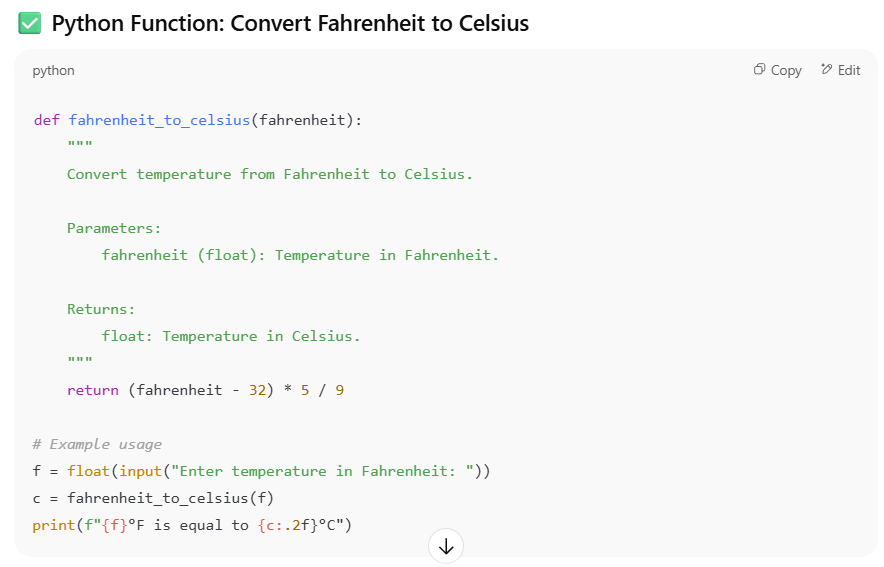 ✅ Python Function: Convert Fahrenheit to Celsius
python Copy Edit
def fahrenheit_to_celsius(fahrenheit):
    """
    Convert temperature from Fahrenheit to Celsius.

    Parameters:
        fahrenheit (float): Temperature in Fahrenheit.

    Returns:
        float: Temperature in Celsius.
    """
    return (fahrenheit - 32) * 5 / 9

# Example usage
f = float(input("Enter temperature in Fahrenheit: "))
c = fahrenheit_to_celsius(f)
print(f"{f}°F is equal to {c:.2f}°C")